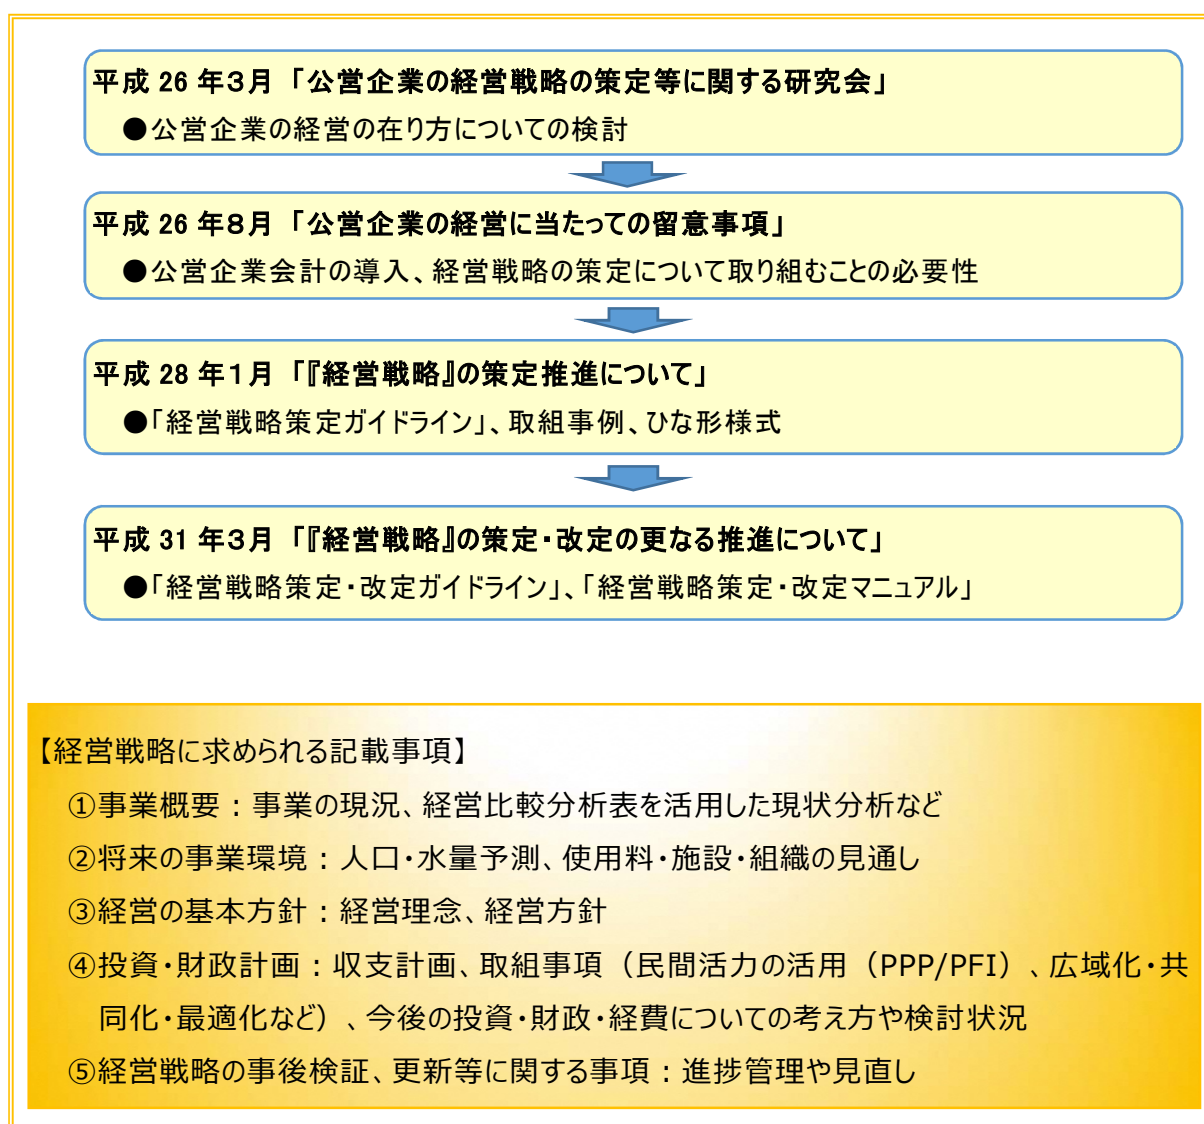 平成 26 年３月「公営企業の経営戦略の策定等に関する研究会」
●公営企業の経営の在り方についての検討
平成 26 年８月「公営企業の経営に当たっての留意事項」
●公営企業会計の導入、経営戦略の策定について取り組むことの必要性
平成 28 年１月「『経営戦略』の策定推進について」
●「経営戦略策定ガイドライン」、取組事例、ひな形様式
平成 31 年３月「『経営戦略』の策定・改定の更なる推進について」
●「経営戦略策定・改定ガイドライン」、「経営戦略策定・改定マニュアル」
【経営戦略に求められる記載事項】
①事業概要：事業の現況、経営比較分析表を活用した現状分析など
②将来の事業環境：人口・水量予測、使用料・施設・組織の見通し
③経営の基本方針：経営理念、経営方針
④投資・財政計画：収支計画、取組事項（民間活力の活用（PPP/PFI）、広域化・共
同化・最適化など）、今後の投資・財政・経費についての考え方や検討状況
⑤経営戦略の事後検証、更新等に関する事項：進捗管理や見直し